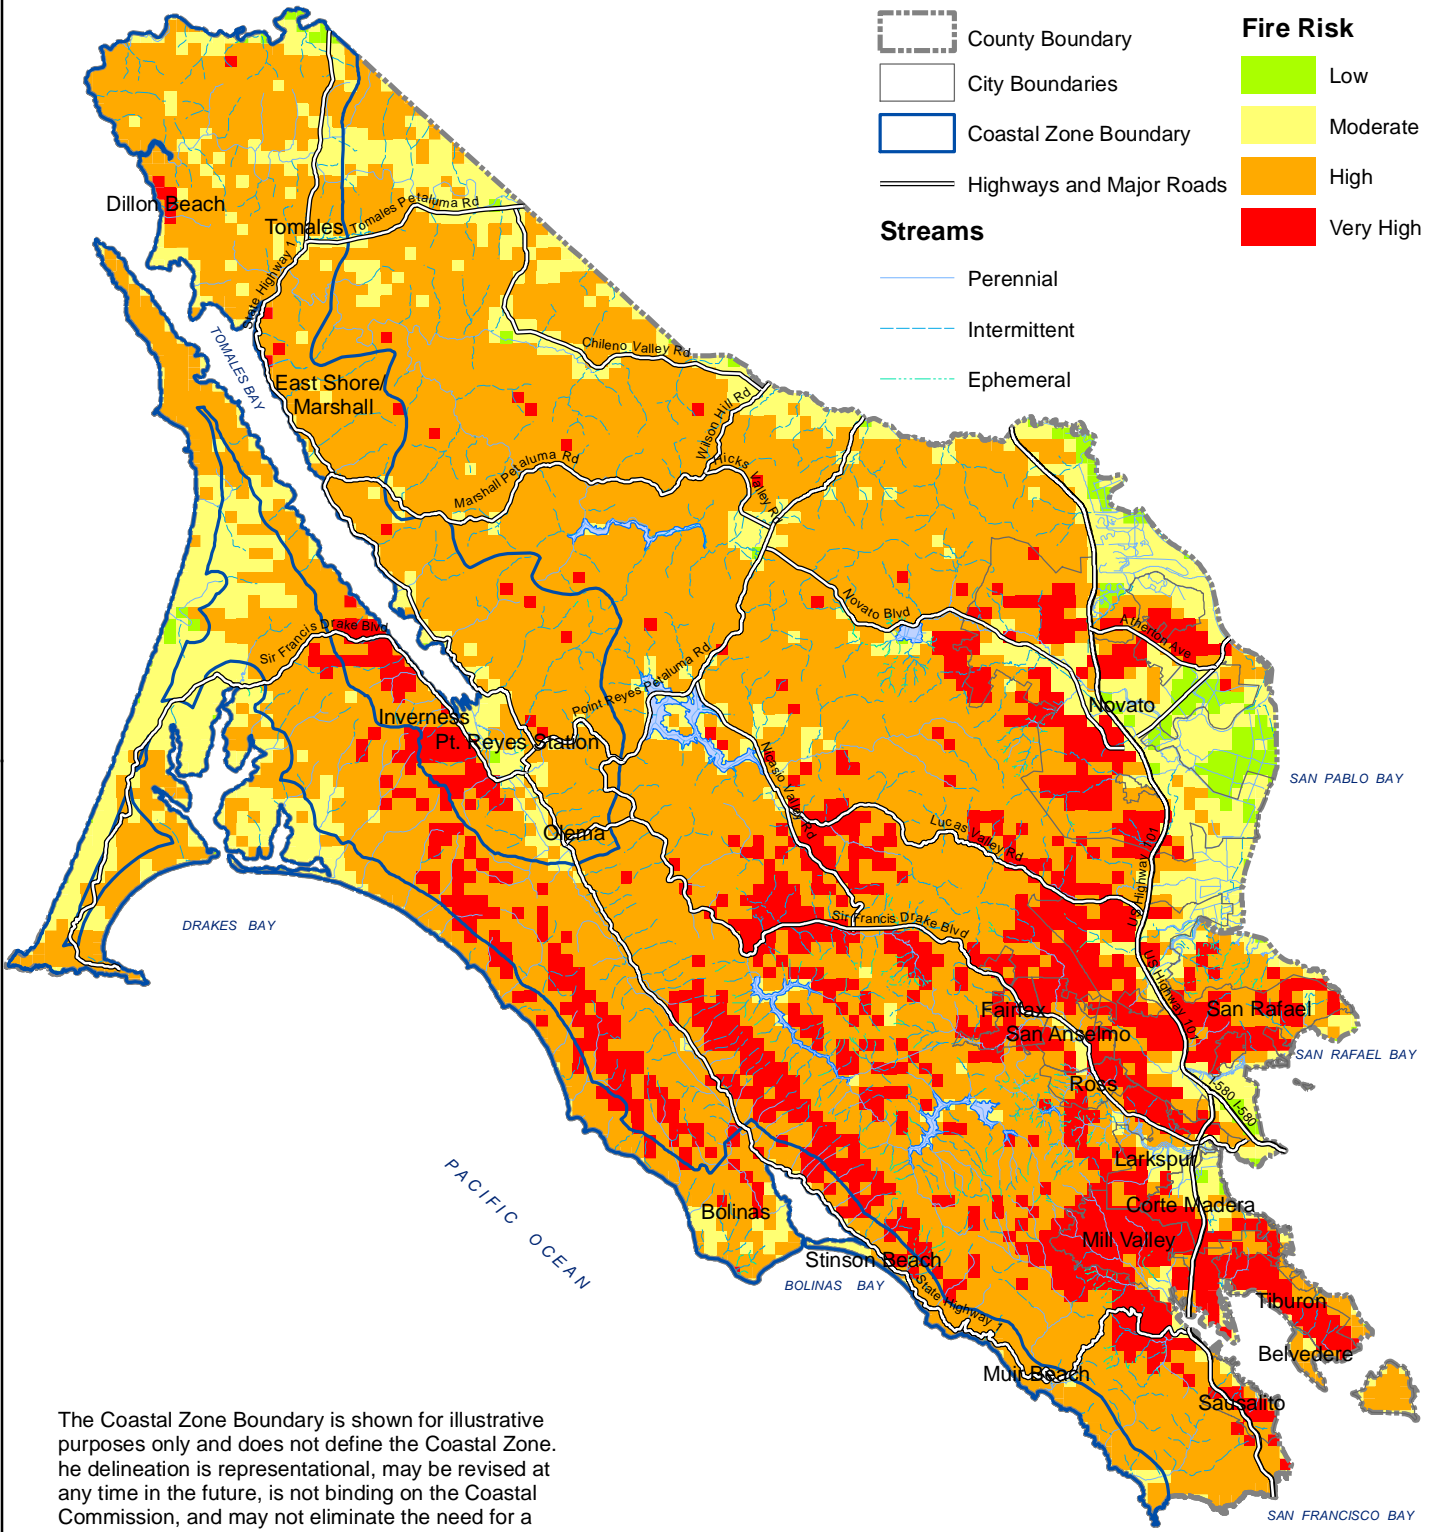 County Boundary
City Boundaries
Coastal Zone Boundary
Highways and Major Roads
Streams
Perennial
Intermittent
Ephemeral
Fire Risk
Low
Moderate
High
Very High
Dillon Beach
Tomales
Tomales Petaluma Rd
State Highway 1
TOMALES BAY
East Shore/
Marshall
Chileno Valley Rd
Wilson Hill Rd
Hicks Valley Rd
Marshall Petaluma Rd
Novato Blvd
Atherton Ave
Sir Francis Drake Blvd
Point Reyes Petaluma Rd
Inverness
Pt. Reyes Station
Novato
Nicasio Valley Rd
SAN PABLO BAY
Olema
Lucas Valley Rd
US Highway 101
DRAKES BAY
Sir Francis Drake Blvd
US Highway 101
Fairfax
San Anselmo
San Rafael
SAN RAFAEL BAY
Ross
I-580 I-580
Larkspur
PACIFIC OCEAN
Bolinas
Corte Madera
Mill Valley
Stinson Beach
BOLINAS BAY
State Highway 1
Tiburon
Belvedere
Muir Beach
Sausalito
SAN FRANCISCO BAY
The Coastal Zone Boundary is shown for illustrative
purposes only and does not define the Coastal Zone.
he delineation is representational, may be revised at
any time in the future, is not binding on the Coastal
Commission, and may not eliminate the need for a